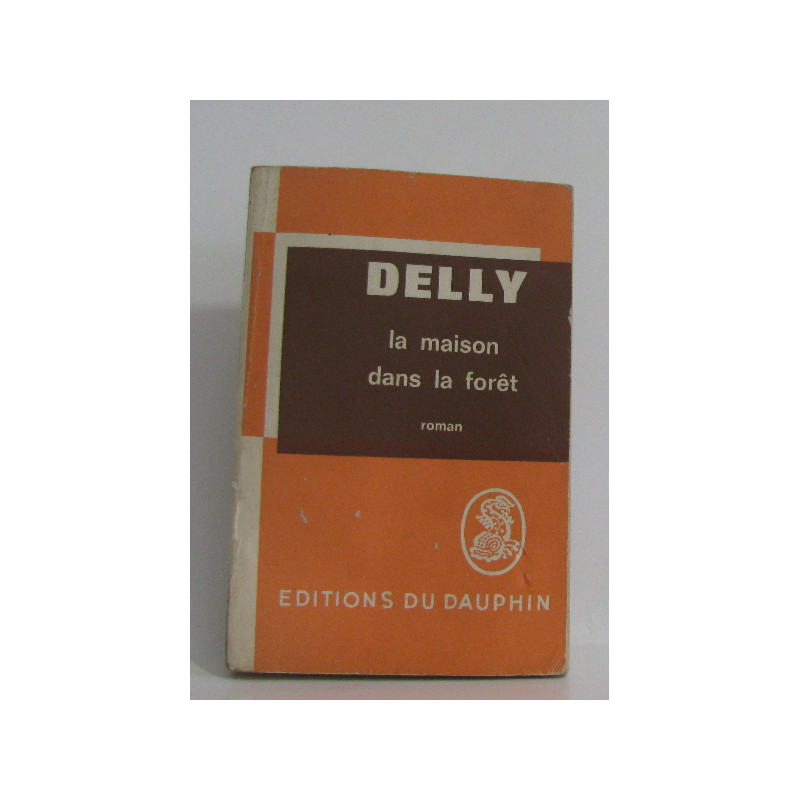 DELLY
la maison
dans la forêt
roman
EDITIONS DU DAUPHIN